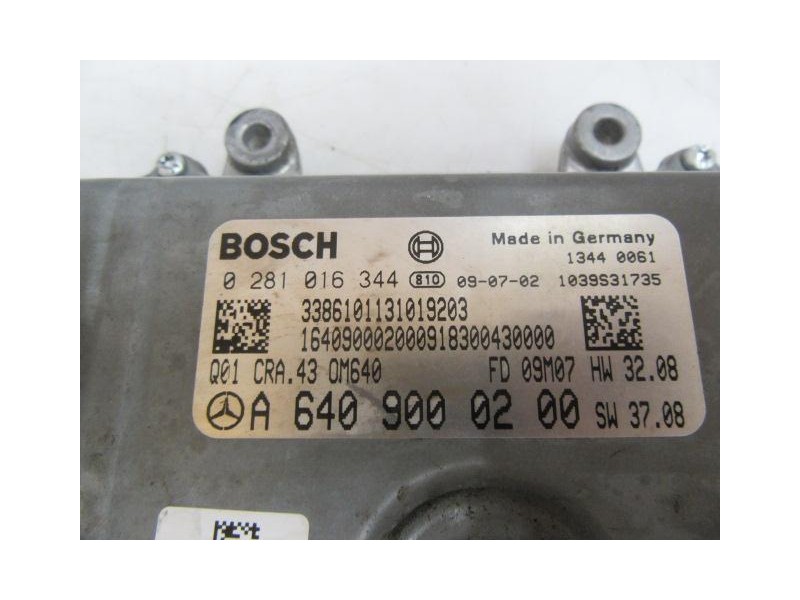 BOSCH Made in Germany
1344 0061
0 281 016 344 810 09-07-02 1039S31735
3386101131019203
164090002000918300430000
Q01 CRA.43 OM640 FD 09M07 HW 32.08
A 640 900 02 00 SW 37.08